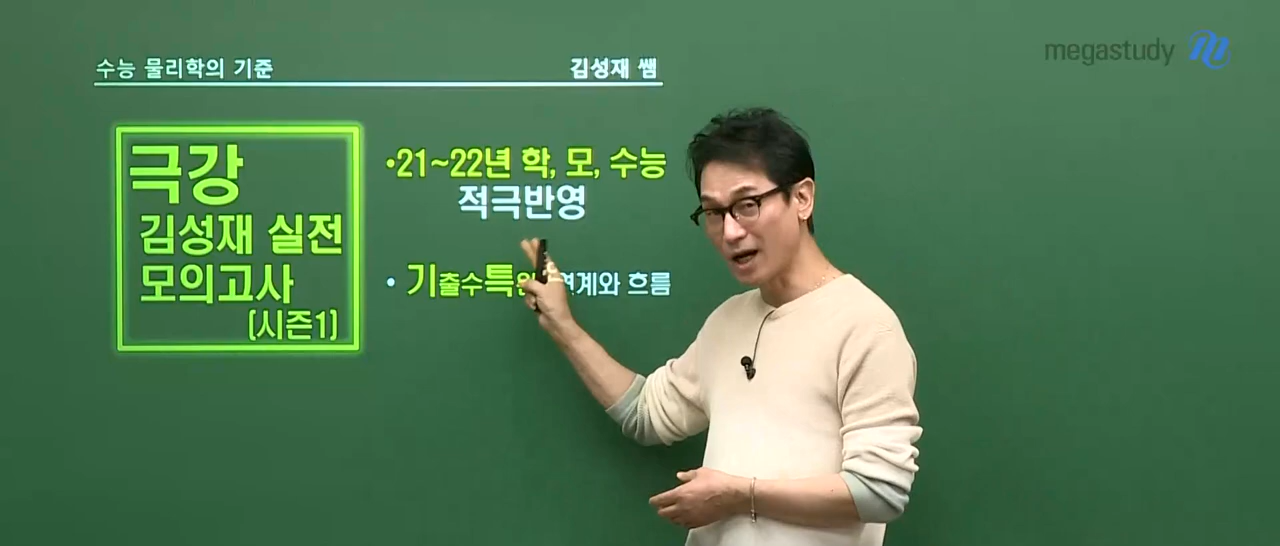 수능 물리학의 기준
김성재 쌤
megastudy
극강
김성재 실전
모의고사
(시즌1)
•21~22년 학, 모, 수능
적극반영
• 기출수특 연계와 흐름